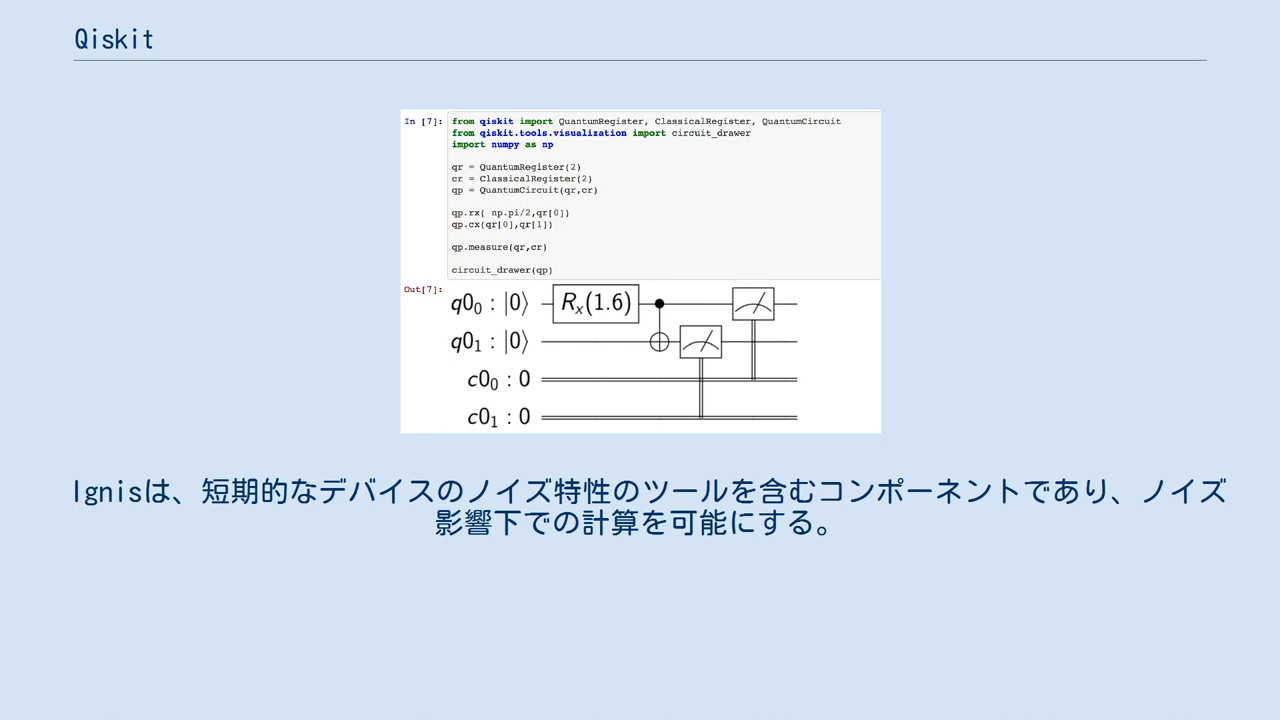 Qiskit
In [7]: from qiskit import QuantumRegister, ClassicalRegister, QuantumCircuit
from qiskit.tools.visualization import circuit_drawer
import numpy as np
qr = QuantumRegister(2)
cr = ClassicalRegister(2)
qp = QuantumCircuit(qr,cr)
qp.rx( np.pi/2,qr[0])
qp.cx(qr[0],qr[1])
qp.measure(qr,cr)
circuit_drawer(qp)
Out[7]:
q0₀ : |0⟩ Rₓ(1.6)
q0₁ : |0⟩
c0₀ : 0
c0₁ : 0
Ignisは、短期的なデバイスのノイズ特性のツールを含むコンポーネントであり、ノイズ
影響下での計算を可能にする。